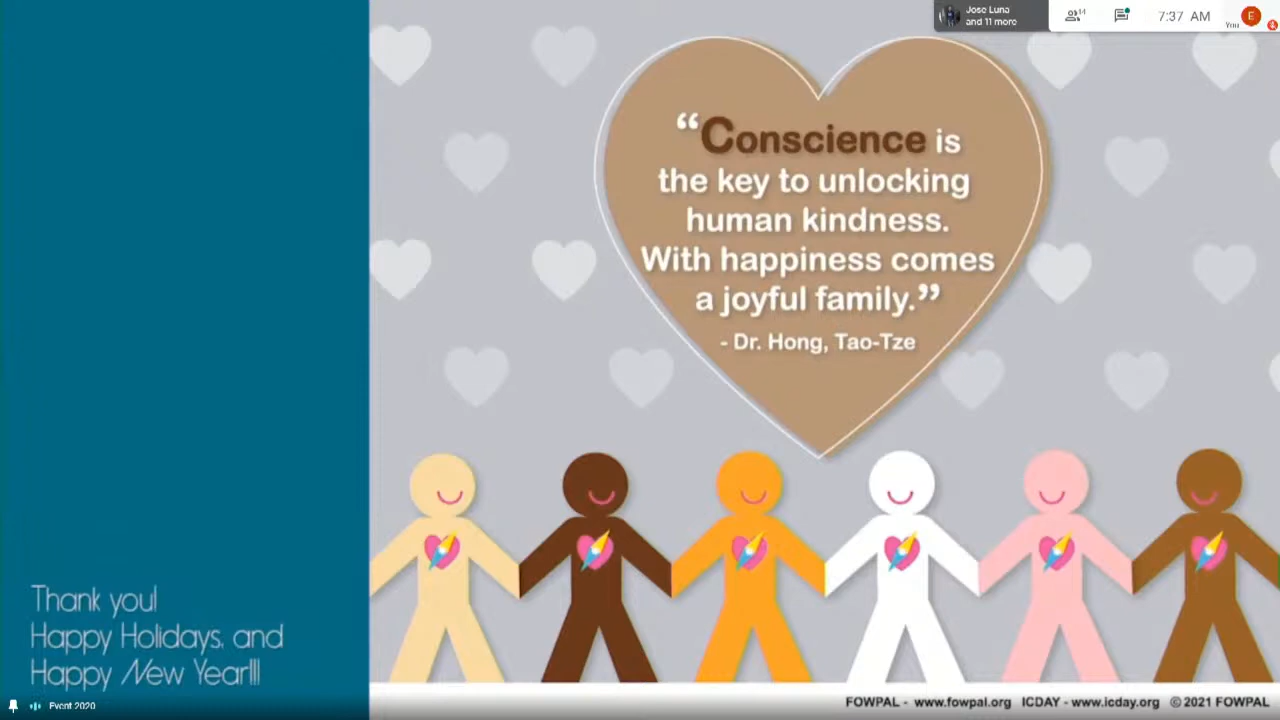 Jose Luna
and 11 more
14
7:37 AM
You
E
“Conscience is
the key to unlocking
human kindness.
With happiness comes
a joyful family.”
- Dr. Hong, Tao-Tze
Thank you!
Happy Holidays, and
Happy New Year!!!
Event 2020
FOWPAL - www.fowpal.org ICDAY - www.icday.org © 2021 FOWPAL